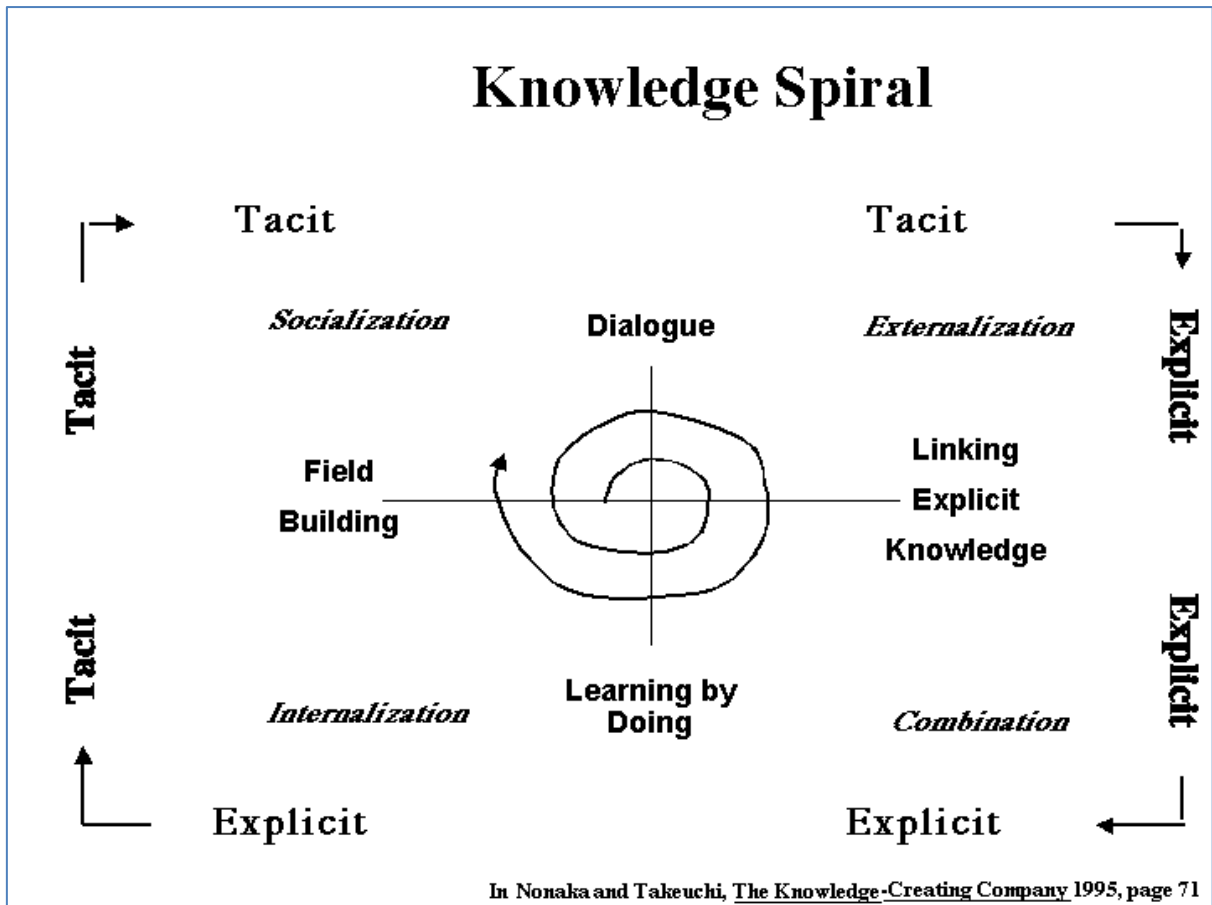 Knowledge Spiral
Tacit
Tacit
Socialization
Dialogue
Externalization
Tacit
Explicit
Field
Building
Linking
Explicit
Knowledge
Tacit
Explicit
Internalization
Learning by
Doing
Combination
Explicit
Explicit
In Nonaka and Takeuchi, The Knowledge-Creating Company 1995, page 71